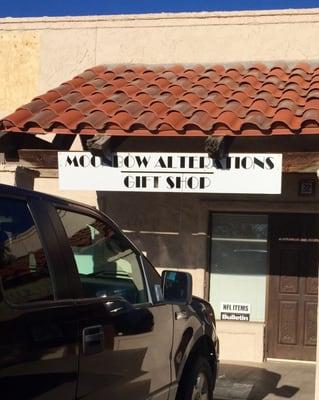 MOONBOW ALTERATIONS
GIFT SHOP
NFL ITEMS
Bulletin